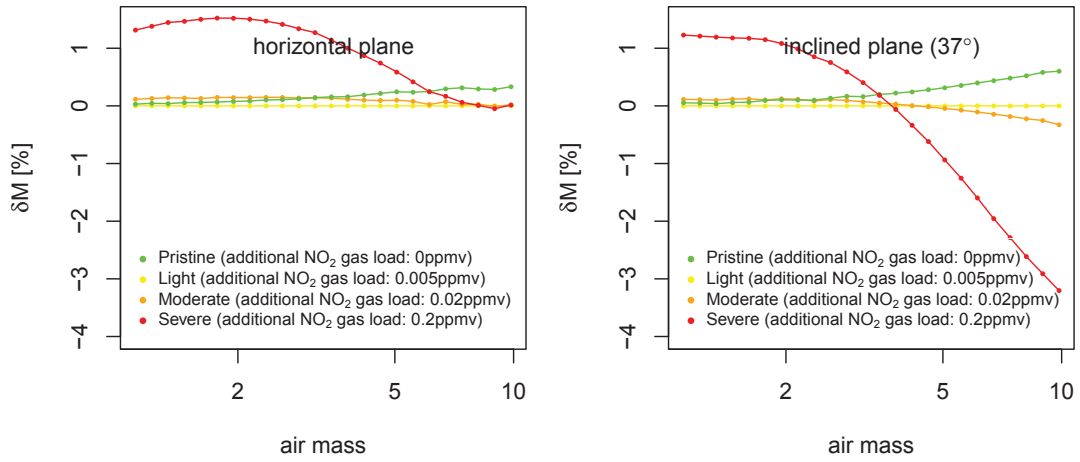 horizontal plane
1
0
−1
−2
−3
−4
δM [%]
Pristine (additional NO₂ gas load: 0ppmv)
Light (additional NO₂ gas load: 0.005ppmv)
Moderate (additional NO₂ gas load: 0.02ppmv)
Severe (additional NO₂ gas load: 0.2ppmv)
2 5 10
air mass
inclined plane (37°)
1
0
−1
−2
−3
−4
δM [%]
Pristine (additional NO₂ gas load: 0ppmv)
Light (additional NO₂ gas load: 0.005ppmv)
Moderate (additional NO₂ gas load: 0.02ppmv)
Severe (additional NO₂ gas load: 0.2ppmv)
2 5 10
air mass